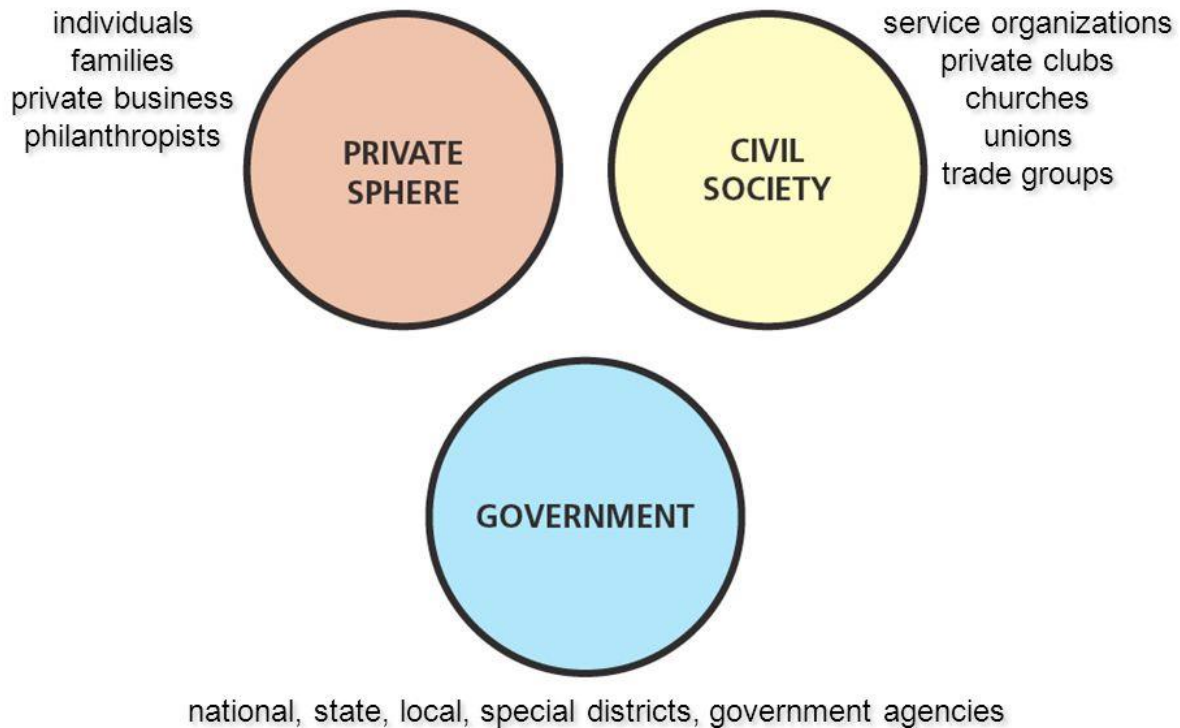 individuals
families
private business
philanthropists
PRIVATE
SPHERE
CIVIL
SOCIETY
service organizations
private clubs
churches
unions
trade groups
GOVERNMENT
national, state, local, special districts, government agencies